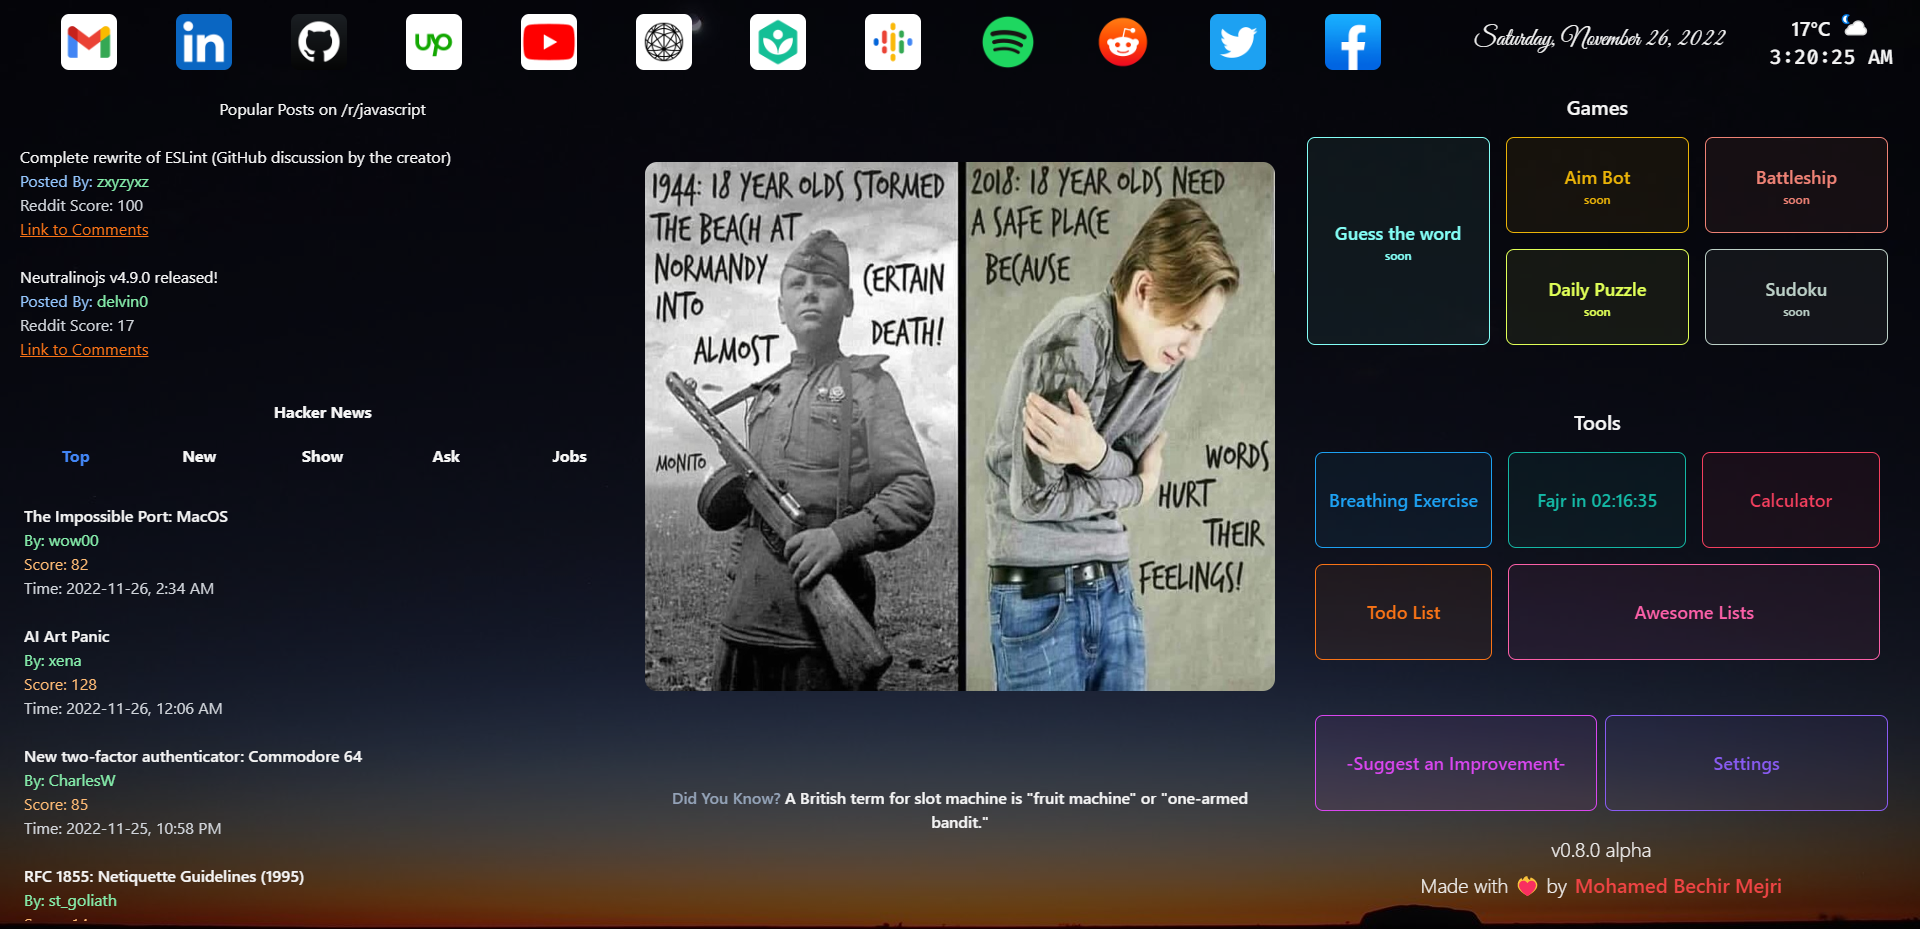 up
Saturday, November 26, 2022
17°C
3:20:25 AM
Popular Posts on /r/javascript
Complete rewrite of ESLint (GitHub discussion by the creator)
Posted By: zxyzyxz
Reddit Score: 100
Link to Comments
Neutralinojs v4.9.0 released!
Posted By: delvin0
Reddit Score: 17
Link to Comments
Hacker News
Top New Show Ask Jobs
The Impossible Port: MacOS
By: wow00
Score: 82
Time: 2022-11-26, 2:34 AM
AI Art Panic
By: xena
Score: 128
Time: 2022-11-26, 12:06 AM
New two-factor authenticator: Commodore 64
By: CharlesW
Score: 85
Time: 2022-11-25, 10:58 PM
RFC 1855: Netiquette Guidelines (1995)
By: st_goliath
1944: 18 YEAR OLDS STORMED
THE BEACH AT
NORMANDY
INTO
ALMOST
CERTAIN
DEATH!
MONITO
2018: 18 YEAR OLDS NEED
A SAFE PLACE
BECAUSE
WORDS
HURT
THEIR
FEELINGS!
Did You Know? A British term for slot machine is "fruit machine" or "one-armed
bandit."
Games
Guess the word
soon
Aim Bot
soon
Battleship
soon
Daily Puzzle
soon
Sudoku
soon
Tools
Breathing Exercise
Fajr in 02:16:35
Calculator
Todo List
Awesome Lists
-Suggest an Improvement-
Settings
v0.8.0 alpha
Made with ❤️ by Mohamed Bechir Mejri